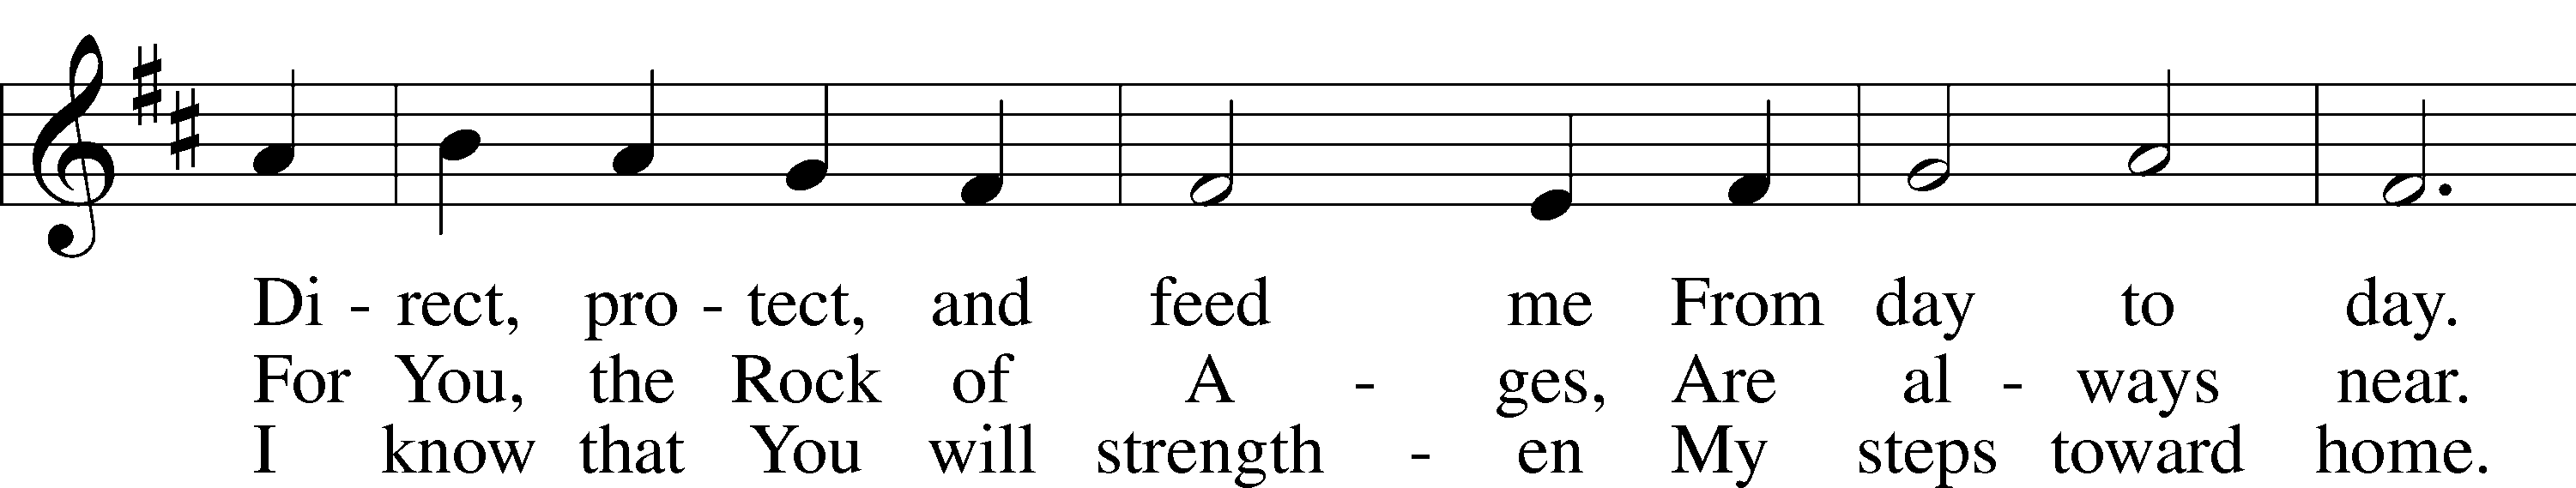 Di - rect, pro - tect, and feed me From day to day.
For You, the Rock of A - ges, Are al - ways near.
I know that You will strength - en My steps toward home.